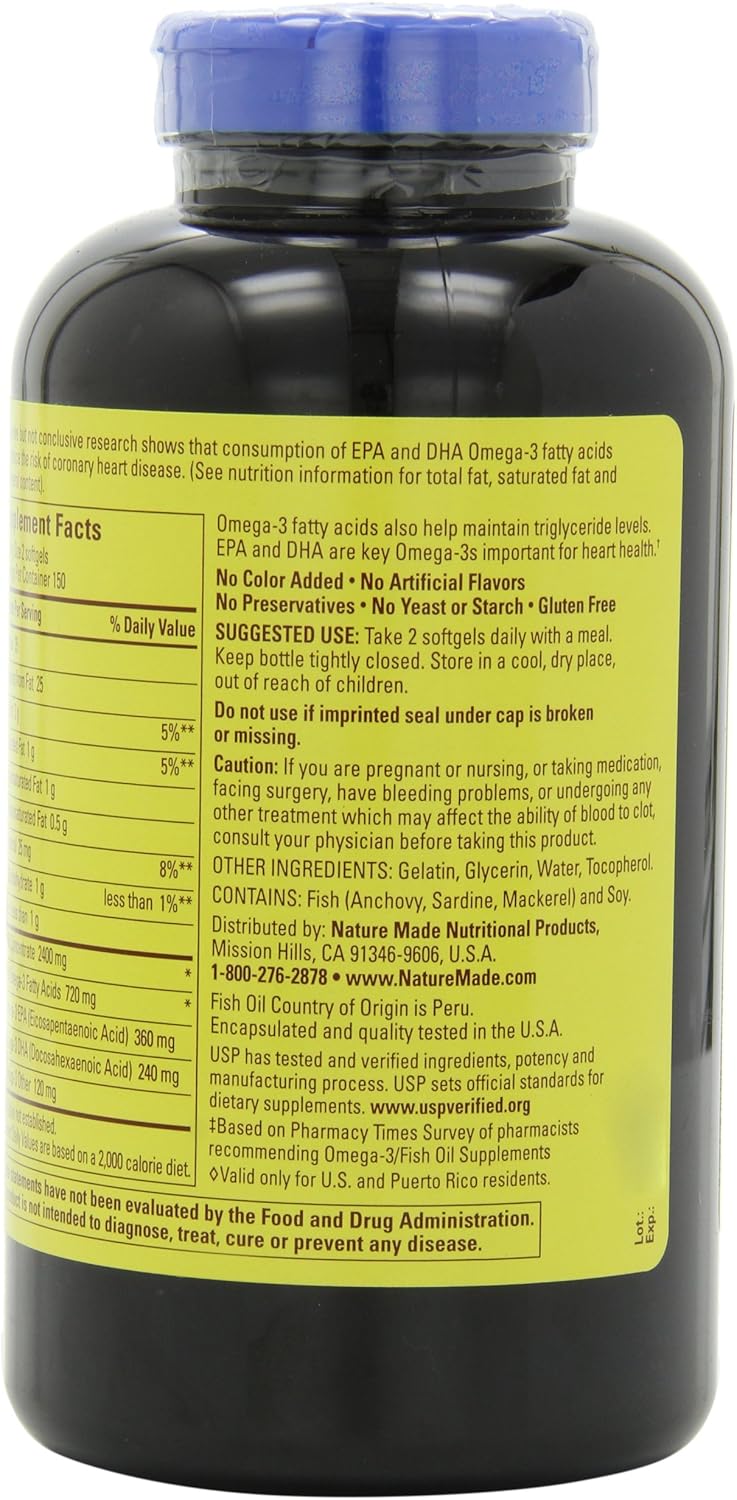 but not conclusive research shows that consumption of EPA and DHA Omega-3 fatty acids
the risk of coronary heart disease. (See nutrition information for total fat, saturated fat and
content).
Facts
2 softgels
Container 150
Per Serving % Daily Value
from Fat 25
5%**
Fat 1 g 5%**
Fat 1 g
Fat 0.5 g
25 mg 8%**
1 g less than 1%**
than 1 g
2400 mg *
Fatty Acids 720 mg *
EPA (Eicosapentaenoic Acid) 360 mg
DHA (Docosahexaenoic Acid) 240 mg
Other 120 mg
not established.
Values are based on a 2,000 calorie diet.
Omega-3 fatty acids also help maintain triglyceride levels.
EPA and DHA are key Omega-3s important for heart health.†
No Color Added • No Artificial Flavors
No Preservatives • No Yeast or Starch • Gluten Free
SUGGESTED USE: Take 2 softgels daily with a meal.
Keep bottle tightly closed. Store in a cool, dry place,
out of reach of children.
Do not use if imprinted seal under cap is broken
or missing.
Caution: If you are pregnant or nursing, or taking medication,
facing surgery, have bleeding problems, or undergoing any
other treatment which may affect the ability of blood to clot,
consult your physician before taking this product.
OTHER INGREDIENTS: Gelatin, Glycerin, Water, Tocopherol.
CONTAINS: Fish (Anchovy, Sardine, Mackerel) and Soy.
Distributed by: Nature Made Nutritional Products,
Mission Hills, CA 91346-9606, U.S.A.
1-800-276-2878 • www.NatureMade.com
Fish Oil Country of Origin is Peru.
Encapsulated and quality tested in the U.S.A.
USP has tested and verified ingredients, potency and
manufacturing process. USP sets official standards for
dietary supplements. www.uspverified.org
‡Based on Pharmacy Times Survey of pharmacists
recommending Omega-3/Fish Oil Supplements
◊Valid only for U.S. and Puerto Rico residents.
statements have not been evaluated by the Food and Drug Administration.
is not intended to diagnose, treat, cure or prevent any disease.
Lot.:
Exp.: